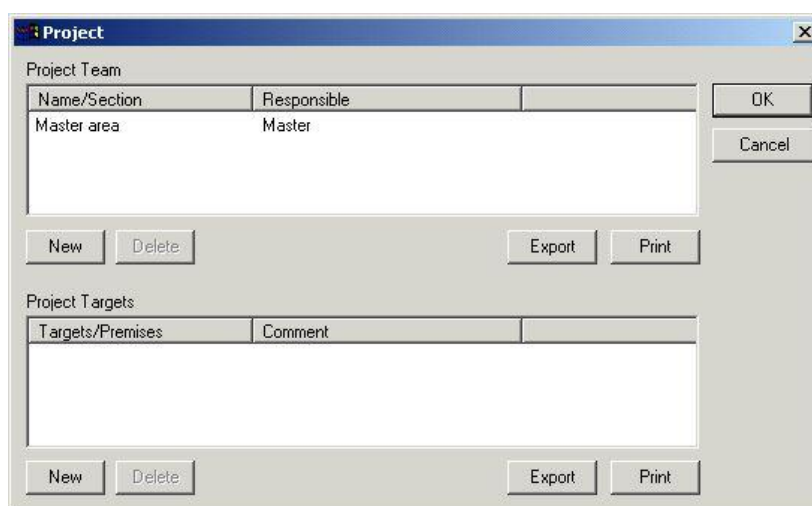 Project
Project Team
Name/Section Responsible
Master area Master
OK
Cancel
New Delete Export Print
Project Targets
Targets/Premises Comment
New Delete Export Print